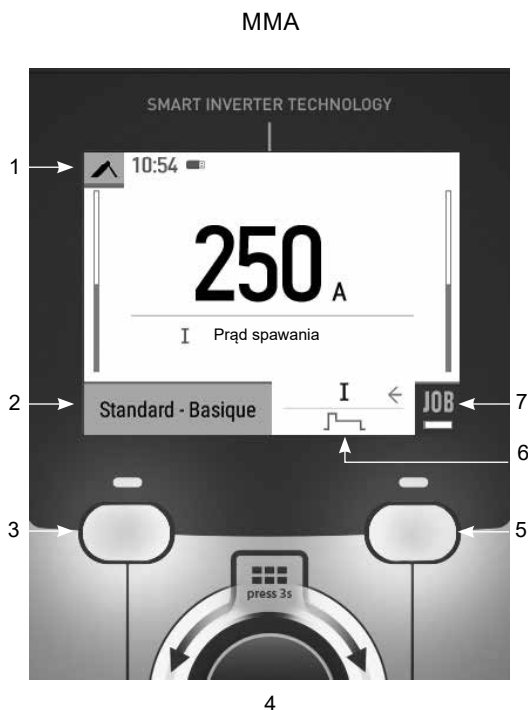 MMA
SMART INVERTER TECHNOLOGY
1
10:54
250 A
I Prąd spawania
2
Standard - Basique
I
JOB
7
6
3
5
press 3s
4